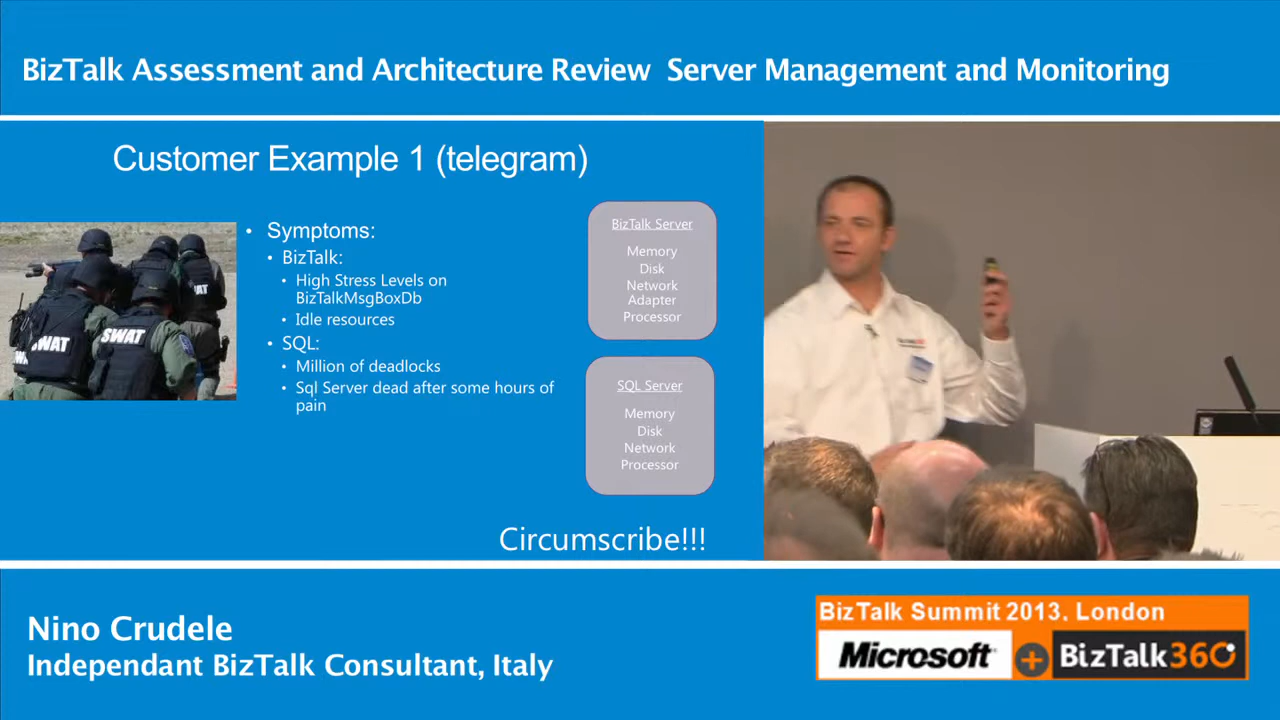 BizTalk Assessment and Architecture Review Server Management and Monitoring
Customer Example 1 (telegram)
• Symptoms:
• BizTalk:
• High Stress Levels on
BizTalkMsgBoxDb
• Idle resources
• SQL:
• Million of deadlocks
• Sql Server dead after some hours of
pain
SWAT
SWAT
BizTalk Server
Memory
Disk
Network
Adapter
Processor
SQL Server
Memory
Disk
Network
Processor
Circumscribe!!!
Nino Crudele
Independant BizTalk Consultant, Italy
BizTalk Summit 2013, London
Microsoft + BizTalk360